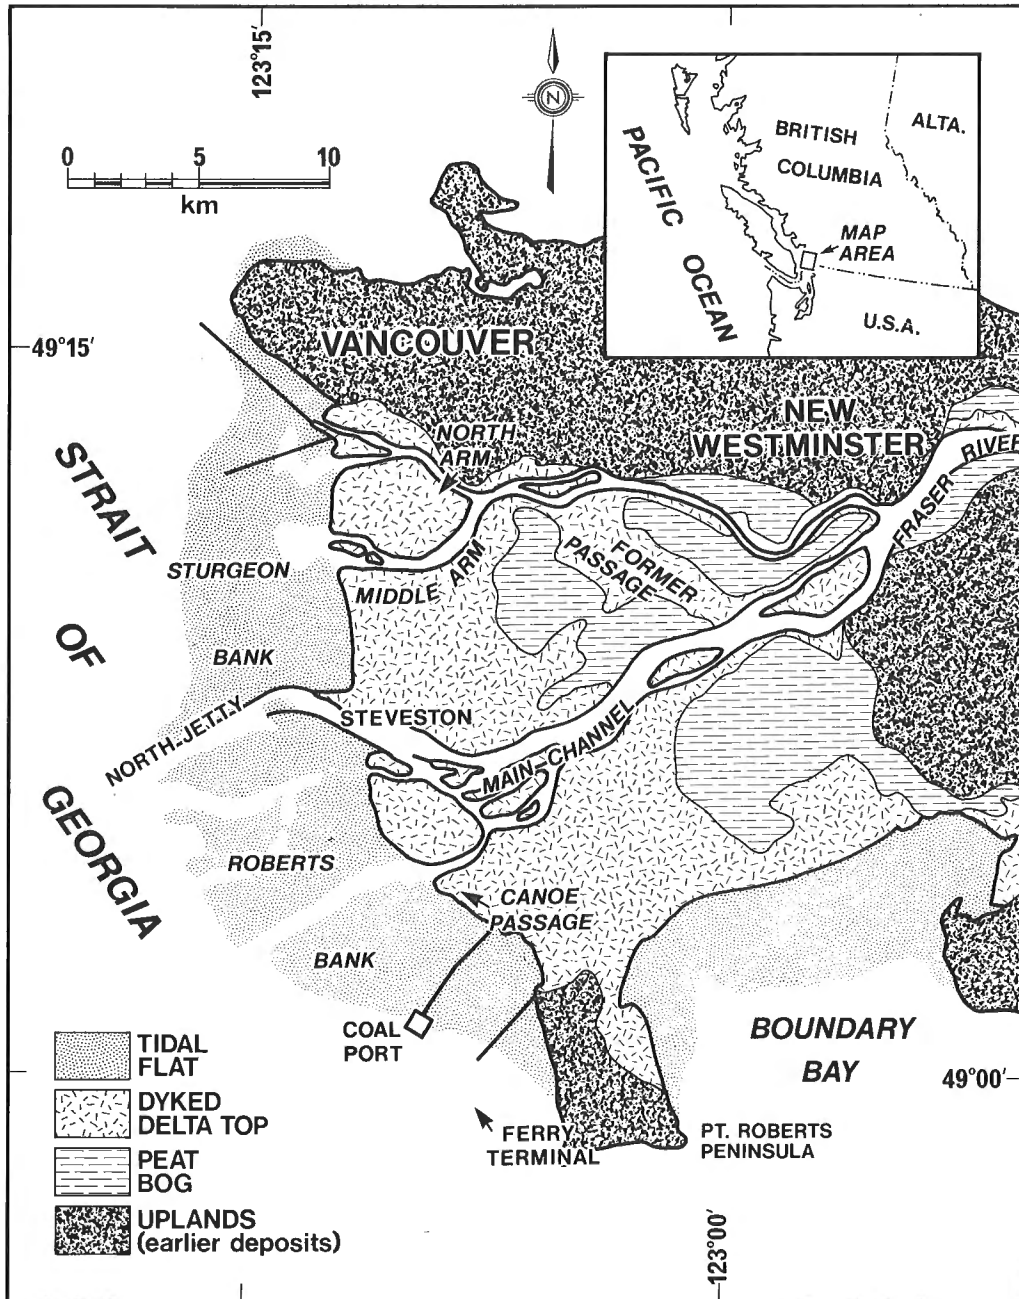 123°15′
N
0 5 10
km
BRITISH
COLUMBIA
ALTA.
PACIFIC OCEAN
MAP
AREA
U.S.A.
49°15′
VANCOUVER
NEW
WESTMINSTER
NORTH
ARM
FRASER RIVER
STRAIT OF GEORGIA
STURGEON
BANK
MIDDLE ARM
FORMER
PASSAGE
NORTH JETTY
STEVESTON
MAIN CHANNEL
ROBERTS
BANK
CANOE
PASSAGE
COAL
PORT
BOUNDARY
BAY
49°00′
FERRY
TERMINAL
PT. ROBERTS
PENINSULA
TIDAL
FLAT
DYKED
DELTA TOP
PEAT
BOG
UPLANDS
(earlier deposits)
123°00′